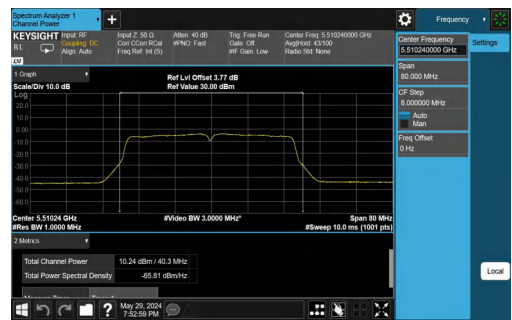 Spectrum Analyzer 1
Channel Power
Frequency
KEYSIGHT
R L
LV
Input: RF
Coupling: DC
Align: Auto
Input Z: 50 Ω
Corr CCorr RCal
Freq Ref: Int (S)
Atten: 40 dB
#PNO: Fast
Trig: Free Run
Gate: Off
#IF Gain: Low
Center Freq: 5.510240000 GHz
Avg|Hold: 43/100
Radio Std: None
Center Frequency
5.510240000 GHz
Settings
Span
80.000 MHz
CF Step
8.000000 MHz
Auto
Man
Freq Offset
0 Hz
1 Graph
Scale/Div 10.0 dB
Ref Lvl Offset 3.77 dB
Ref Value 30.00 dBm
Log
20.0
10.0
0.00
-10.0
-20.0
-30.0
-40.0
-50.0
-60.0
Center 5.51024 GHz
#Res BW 1.0000 MHz
#Video BW 3.0000 MHz*
Span 80 MHz
#Sweep 10.0 ms (1001 pts)
2 Metrics
Total Channel Power 10.24 dBm / 40.3 MHz
Total Power Spectral Density -65.81 dBm/Hz
Local
?
May 29, 2024
7:52:59 PM